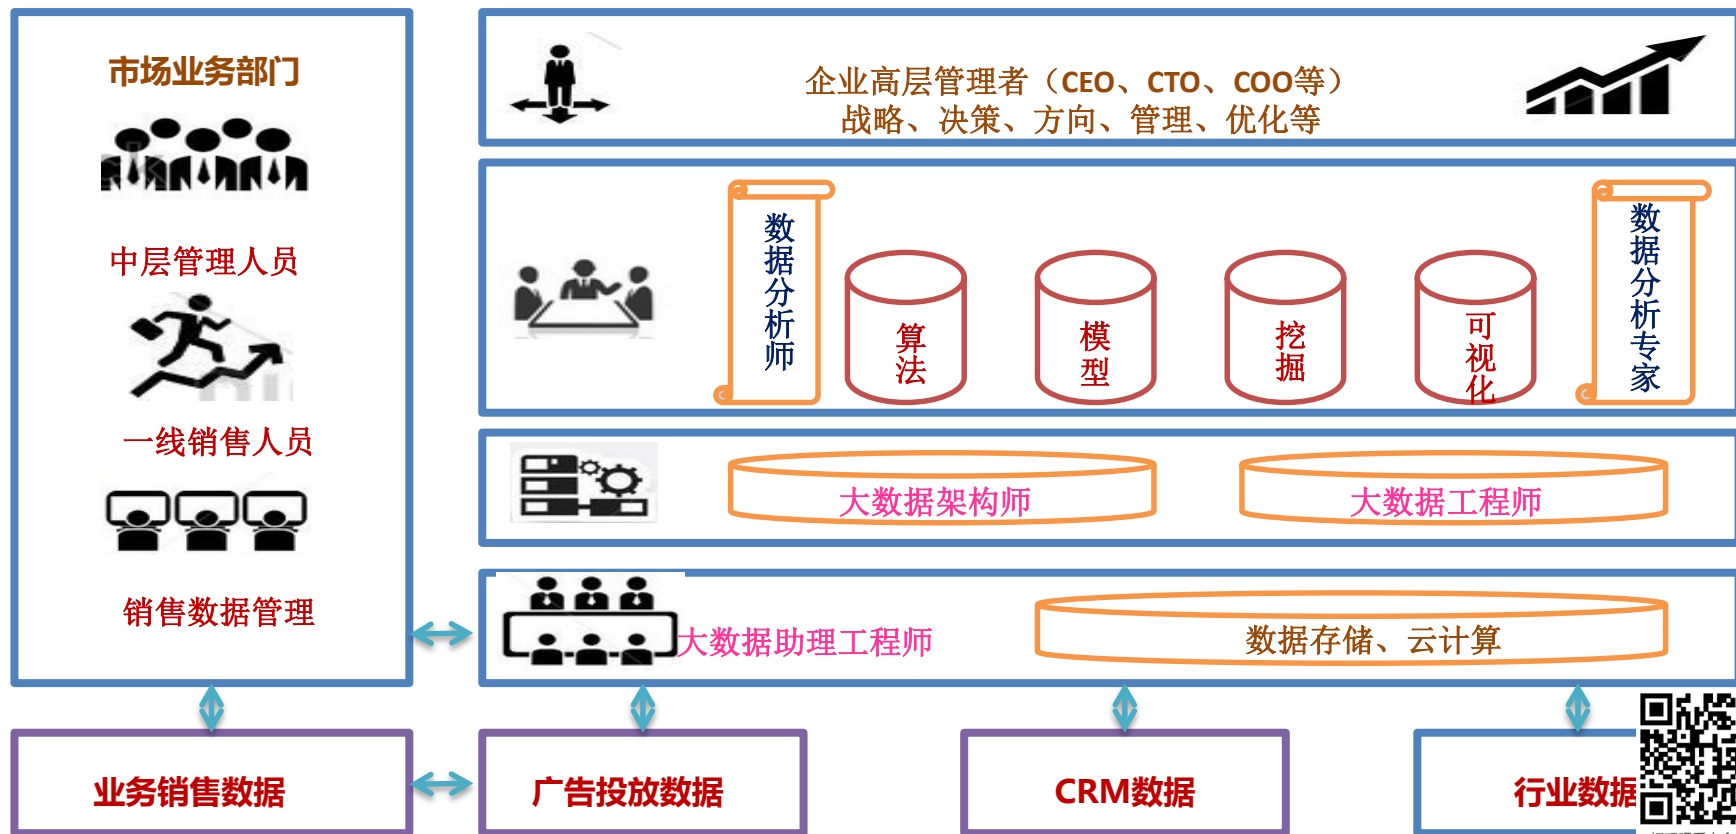 市场业务部门
中层管理人员
一线销售人员
销售数据管理
企业高层管理者（CEO、CTO、COO等）
战略、决策、方向、管理、优化等
数据分析师
算法
模型
挖掘
可视化
数据分析专家
大数据架构师
大数据工程师
大数据助理工程师
数据存储、云计算
业务销售数据
广告投放数据
CRM数据
行业数据